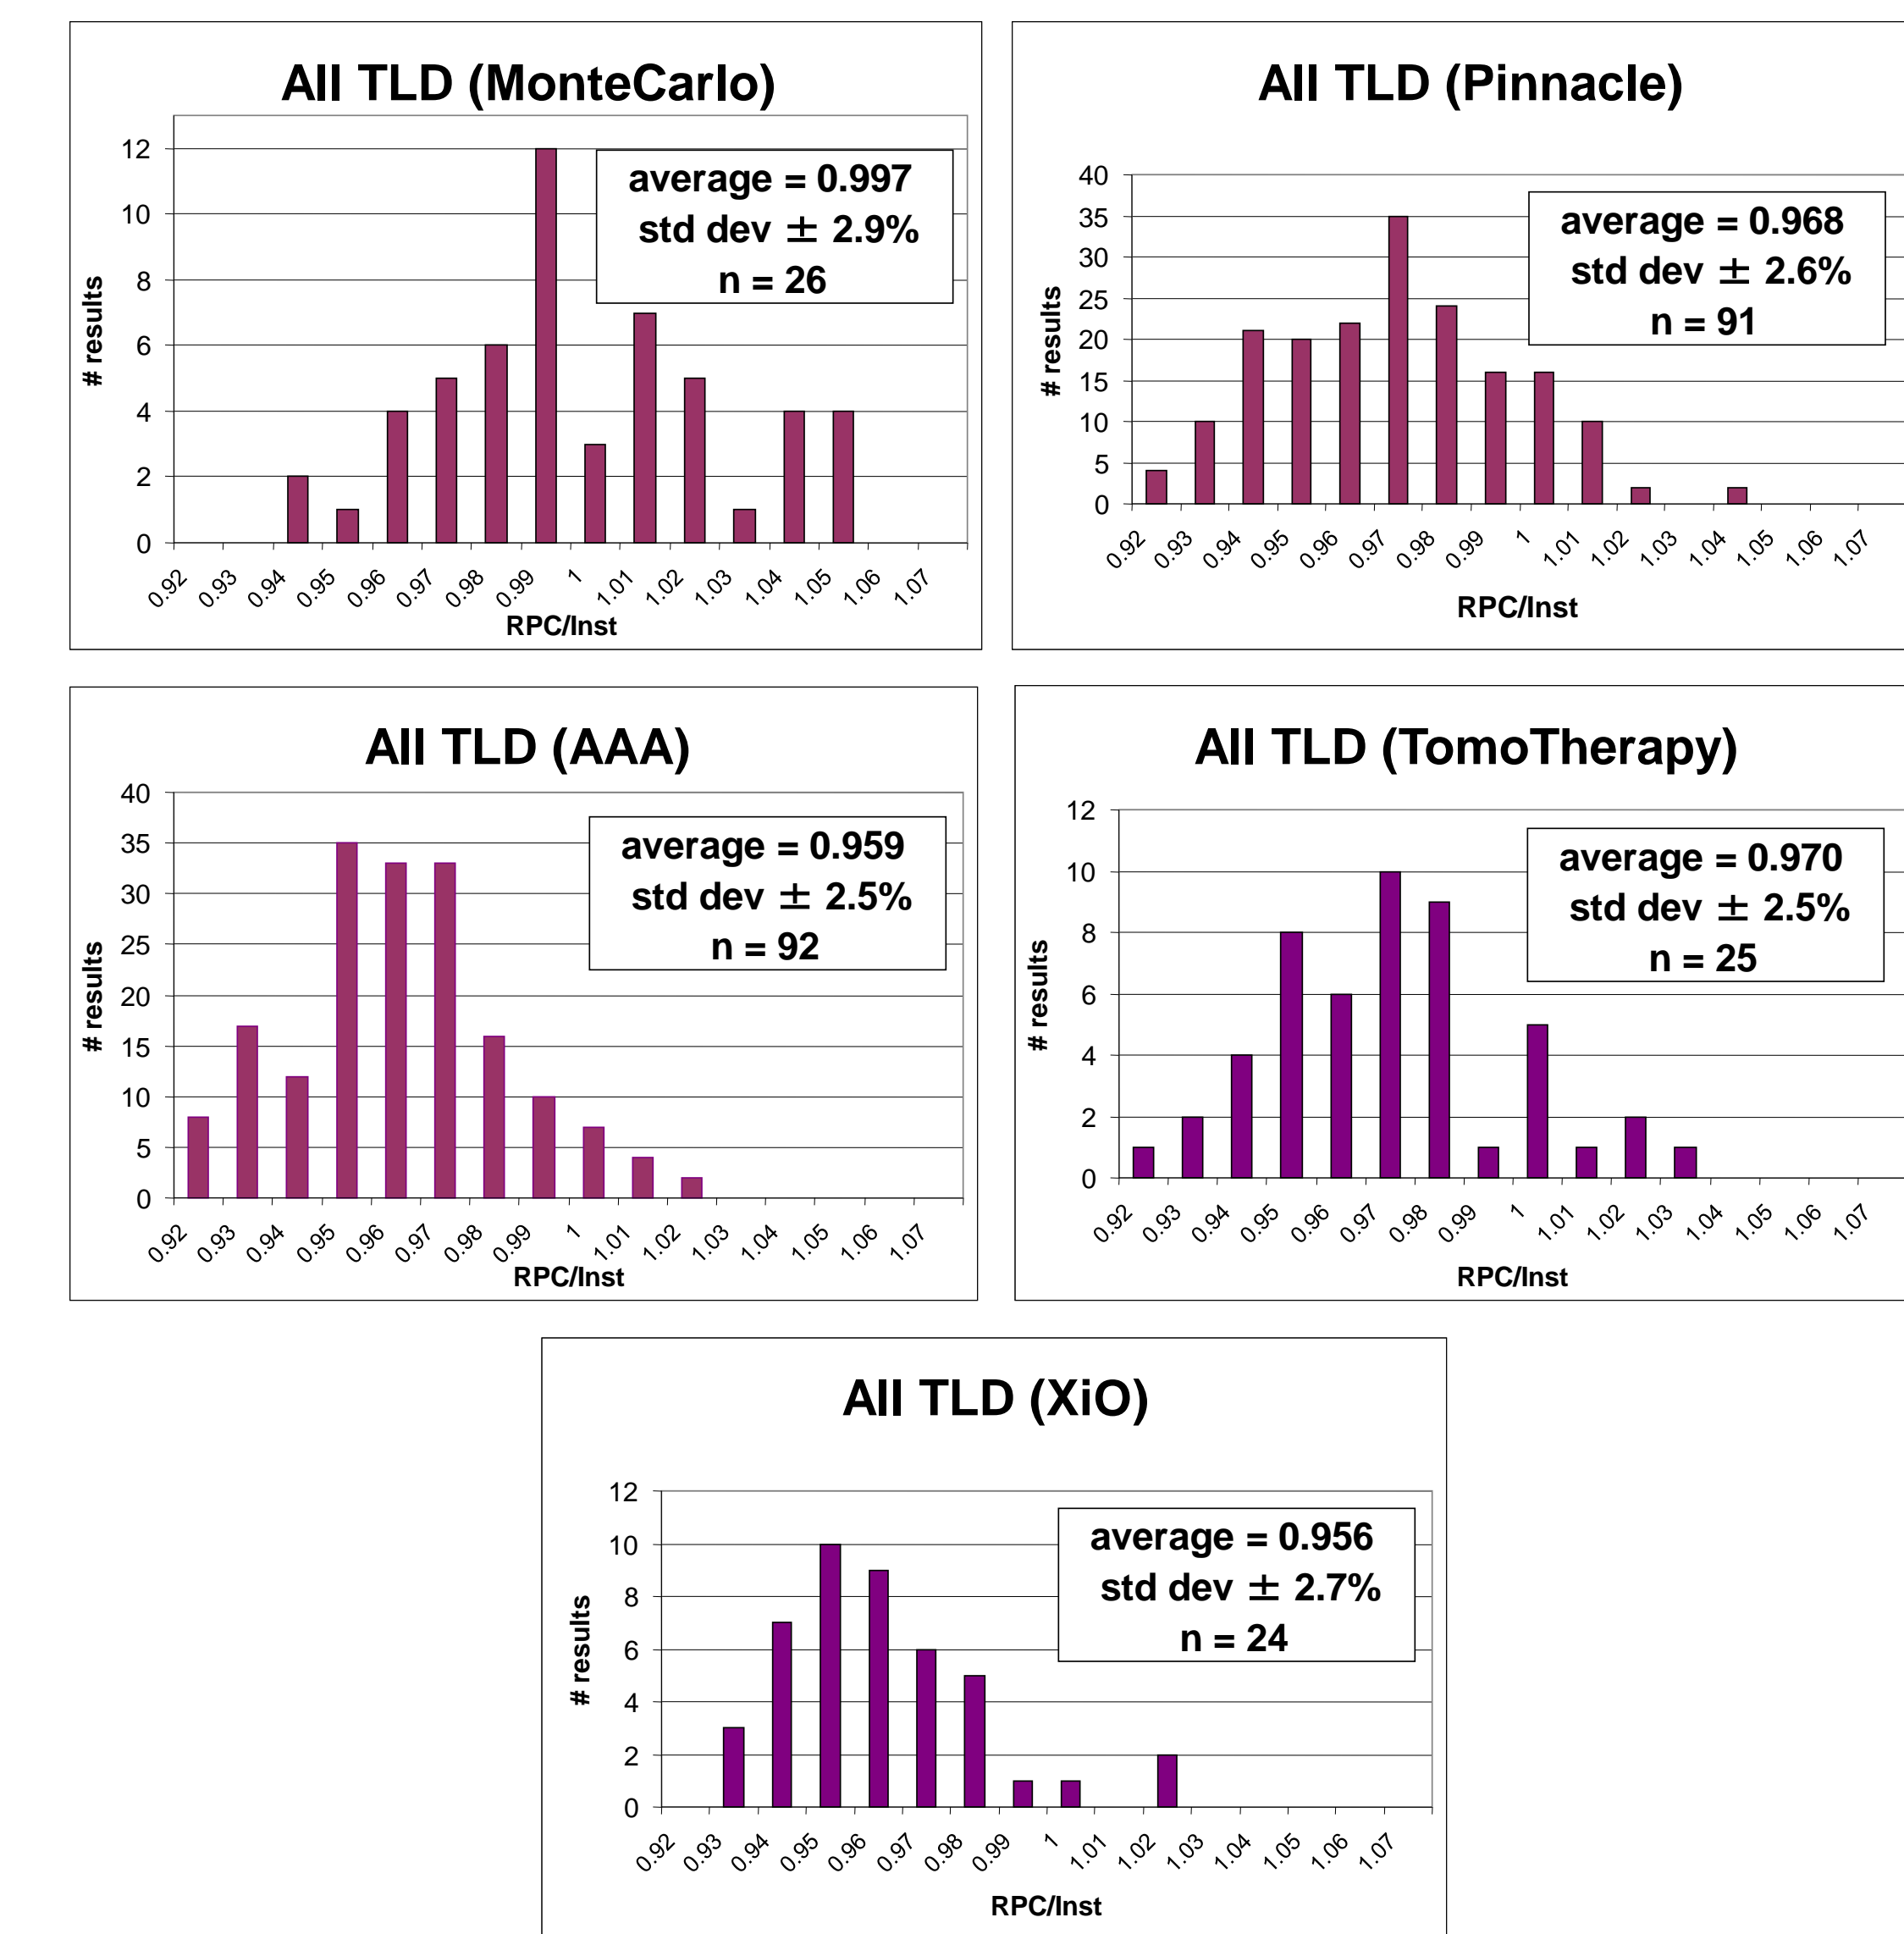 All TLD (MonteCarlo)
12
10
8
6
4
2
0
# results
average = 0.997
std dev ± 2.9%
n = 26
0.92 0.93 0.94 0.95 0.96 0.97 0.98 0.99 1 1.01 1.02 1.03 1.04 1.05 1.06 1.07
RPC/Inst
All TLD (Pinnacle)
40
35
30
25
20
15
10
5
0
# results
average = 0.968
std dev ± 2.6%
n = 91
0.92 0.93 0.94 0.95 0.96 0.97 0.98 0.99 1 1.01 1.02 1.03 1.04 1.05 1.06 1.07
RPC/Inst
All TLD (AAA)
40
35
30
25
20
15
10
5
0
# results
average = 0.959
std dev ± 2.5%
n = 92
0.92 0.93 0.94 0.95 0.96 0.97 0.98 0.99 1 1.01 1.02 1.03 1.04 1.05 1.06 1.07
RPC/Inst
All TLD (TomoTherapy)
12
10
8
6
4
2
0
# results
average = 0.970
std dev ± 2.5%
n = 25
0.92 0.93 0.94 0.95 0.96 0.97 0.98 0.99 1 1.01 1.02 1.03 1.04 1.05 1.06 1.07
RPC/Inst
All TLD (XiO)
12
10
8
6
4
2
0
# results
average = 0.956
std dev ± 2.7%
n = 24
0.92 0.93 0.94 0.95 0.96 0.97 0.98 0.99 1 1.01 1.02 1.03 1.04 1.05 1.06 1.07
RPC/Inst